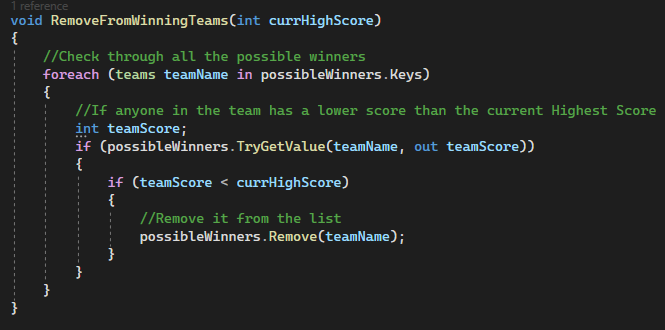 1 reference
void RemoveFromWinningTeams(int currHighScore)
{
//Check through all the possible winners
foreach (teams teamName in possibleWinners.Keys)
{
//If anyone in the team has a lower score than the current Highest Score
int teamScore;
if (possibleWinners.TryGetValue(teamName, out teamScore))
{
if (teamScore < currHighScore)
{
//Remove it from the list
possibleWinners.Remove(teamName);
}
}
}
}